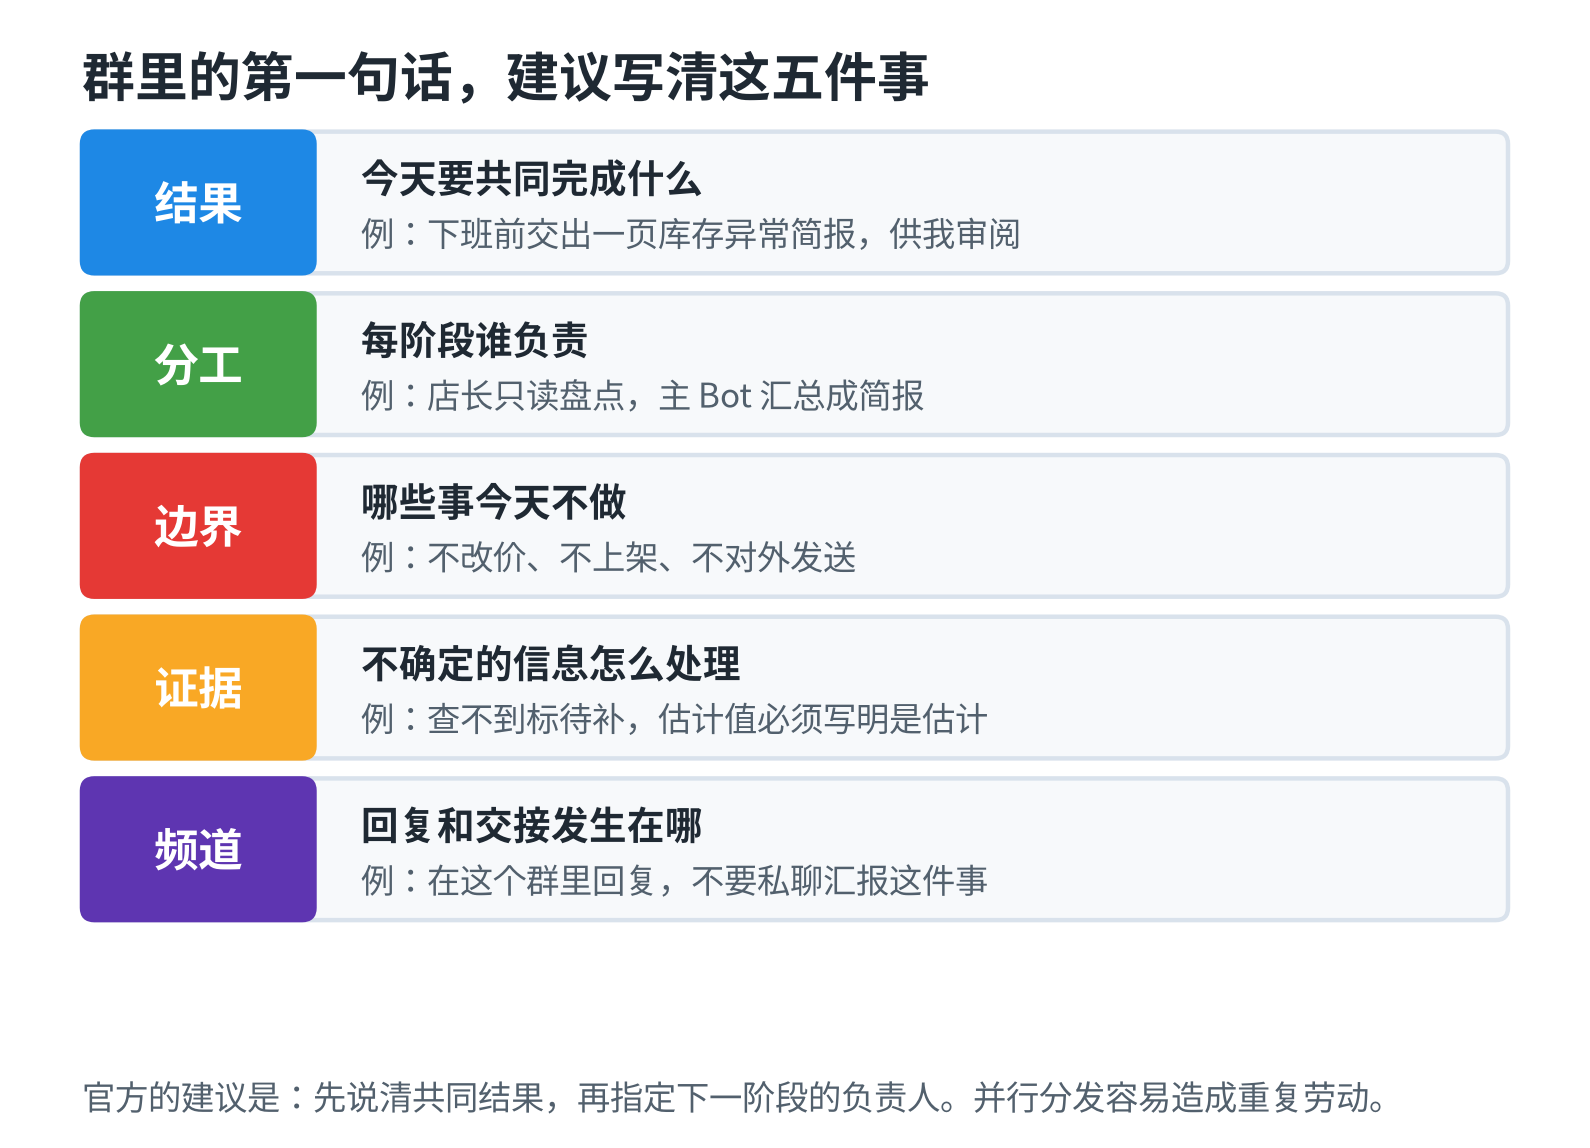 群里的第一句话，建议写清这五件事
结果
今天要共同完成什么
例：下班前交出一页库存异常简报，供我审阅
分工
每阶段谁负责
例：店长只读盘点，主 Bot 汇总成简报
边界
哪些事今天不做
例：不改价、不上架、不对外发送
证据
不确定的信息怎么处理
例：查不到标待补，估计值必须写明是估计
频道
回复和交接发生在哪
例：在这个群里回复，不要私聊汇报这件事
官方的建议是：先说清共同结果，再指定下一阶段的负责人。并行分发容易造成重复劳动。